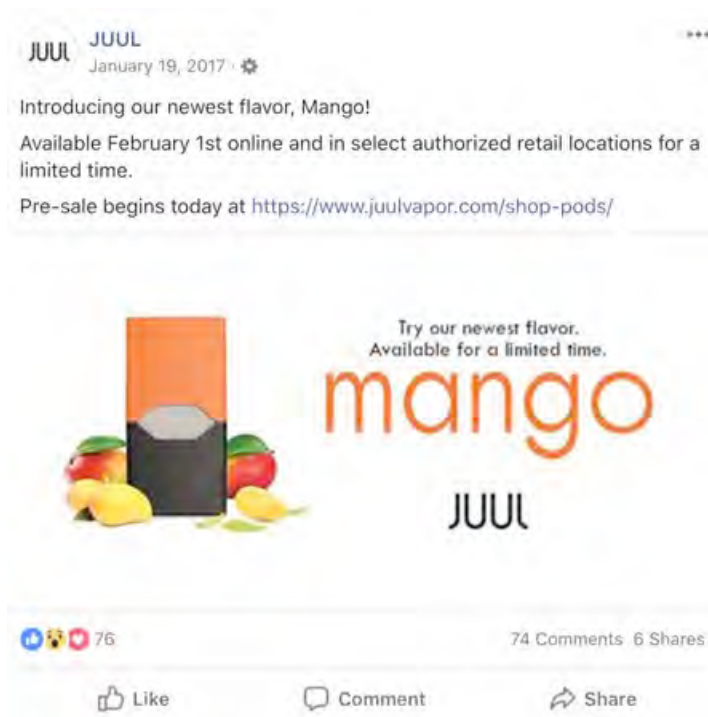 JUUL
JUUL
January 19, 2017
Introducing our newest flavor, Mango!
Available February 1st online and in select authorized retail locations for a
limited time.
Pre-sale begins today at https://www.juulvapor.com/shop-pods/
Try our newest flavor.
Available for a limited time.
mango
JUUL
76
74 Comments 6 Shares
Like Comment Share